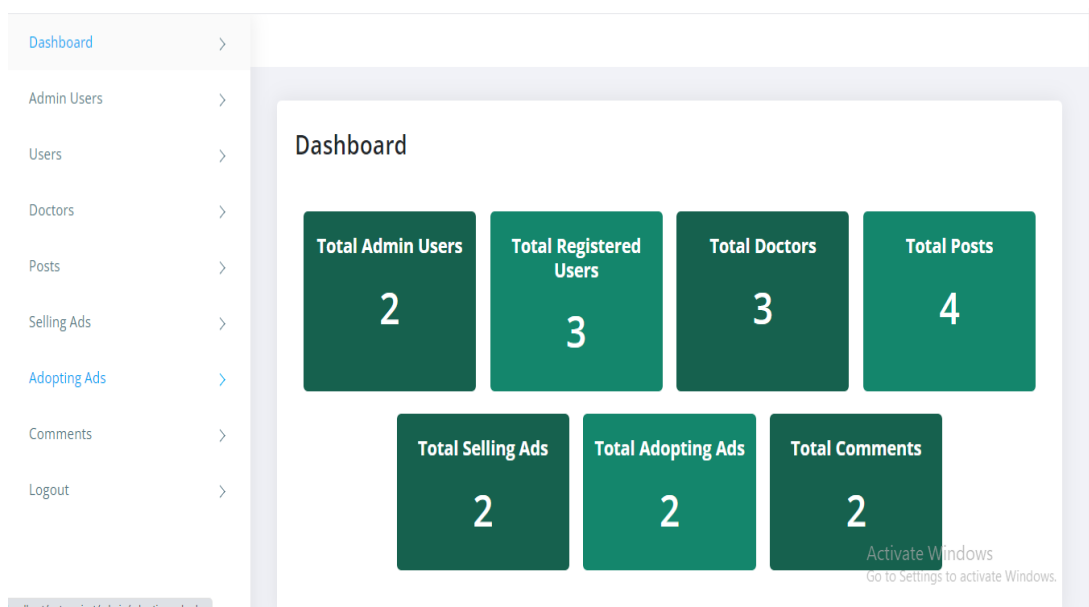 Dashboard
Admin Users
Users
Doctors
Posts
Selling Ads
Adopting Ads
Comments
Logout
Dashboard
Total Admin Users
2
Total Registered
Users
3
Total Doctors
3
Total Posts
4
Total Selling Ads
2
Total Adopting Ads
2
Total Comments
2
Activate Windows
Go to Settings to activate Windows.